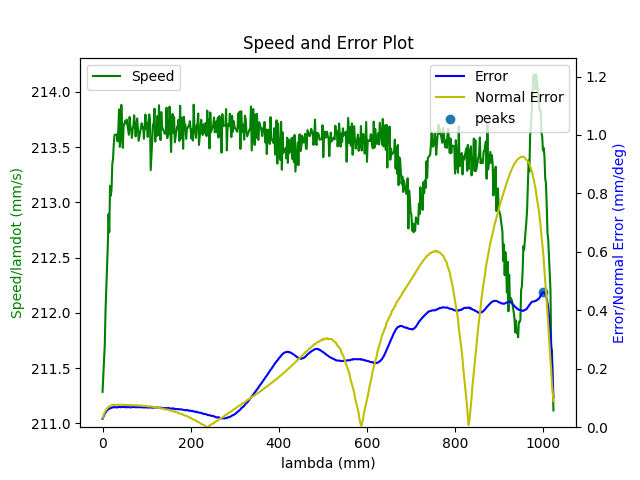 Speed and Error Plot
Speed
Error
Normal Error
peaks
214.0
213.5
213.0
212.5
212.0
211.5
211.0
1.2
1.0
0.8
0.6
0.4
0.2
0.0
0
200
400
600
800
1000
Speed/lamdot (mm/s)
Error/Normal Error (mm/deg)
lambda (mm)